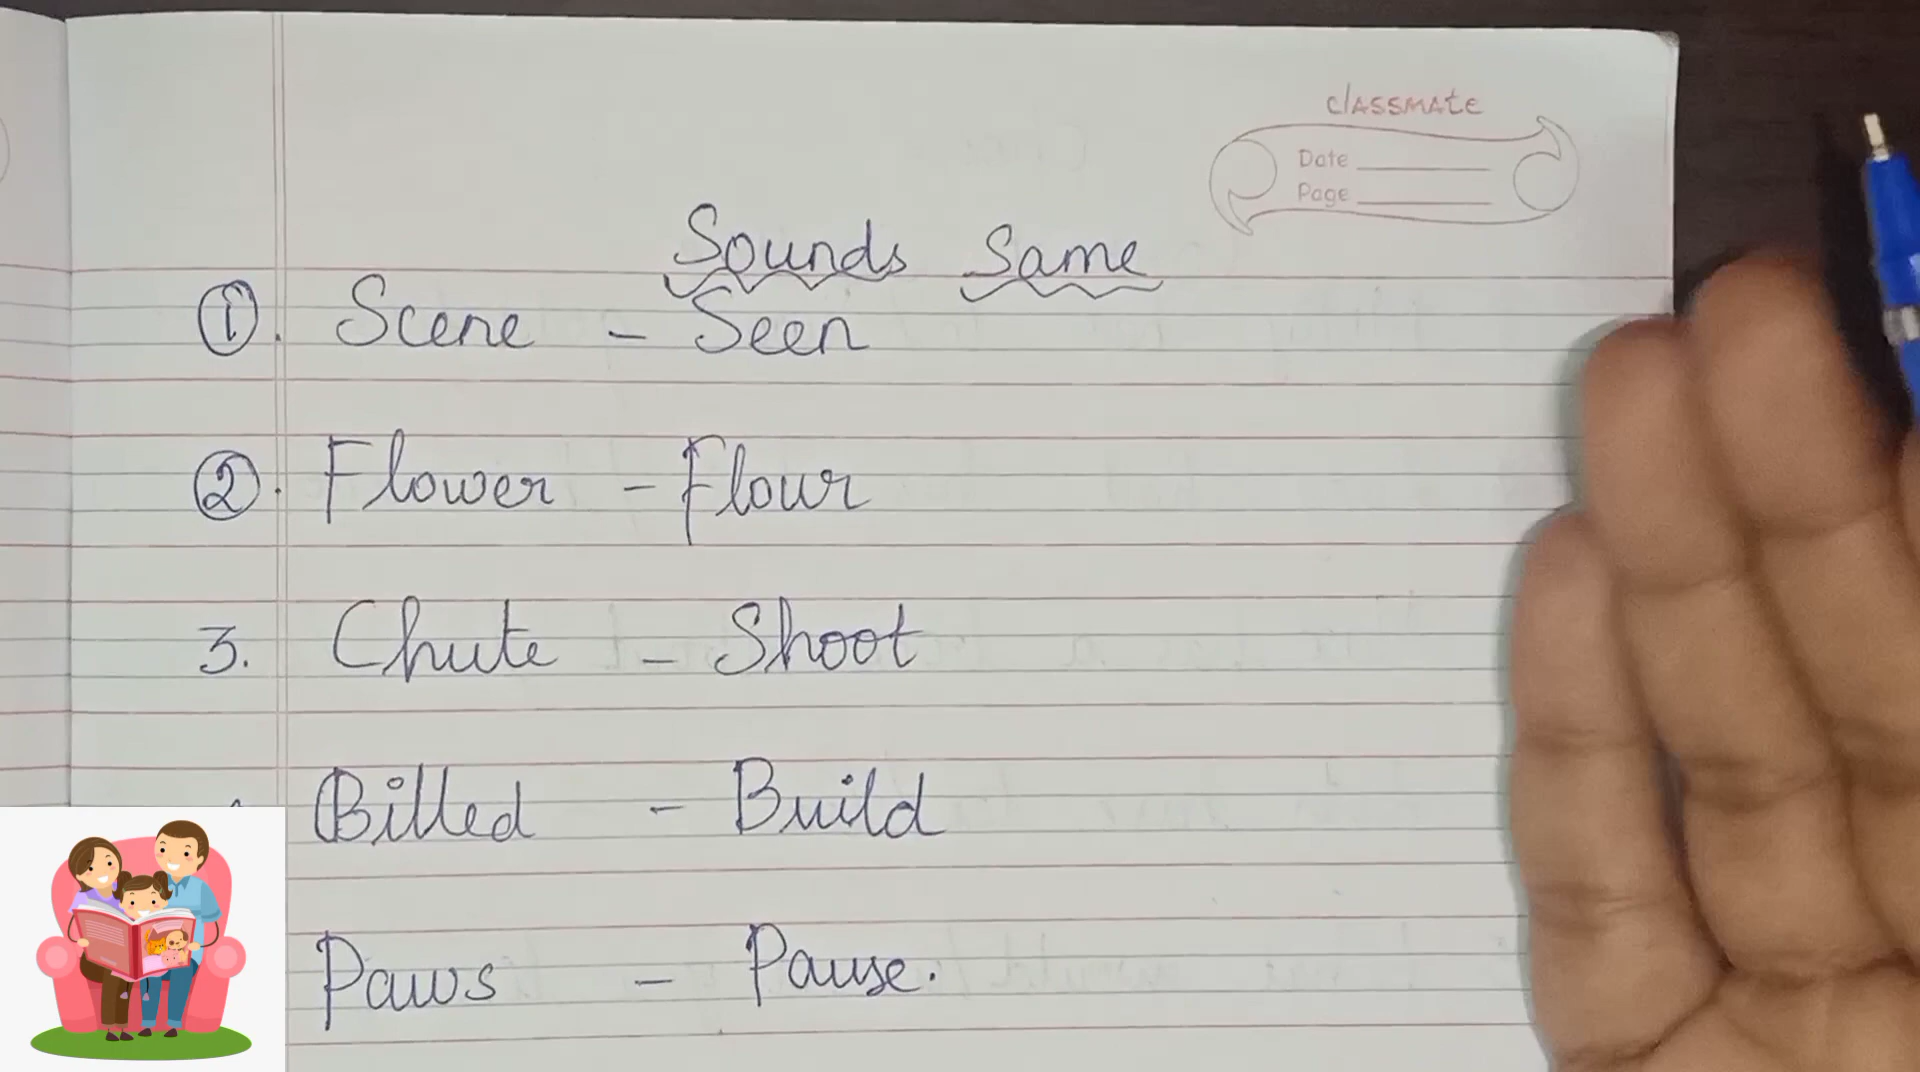 classmate
Date
Page
Sounds Same
1. Scene - Seen
2. Flower - Flour
3. Chute - Shoot
Billed - Build
Paws - Pause.